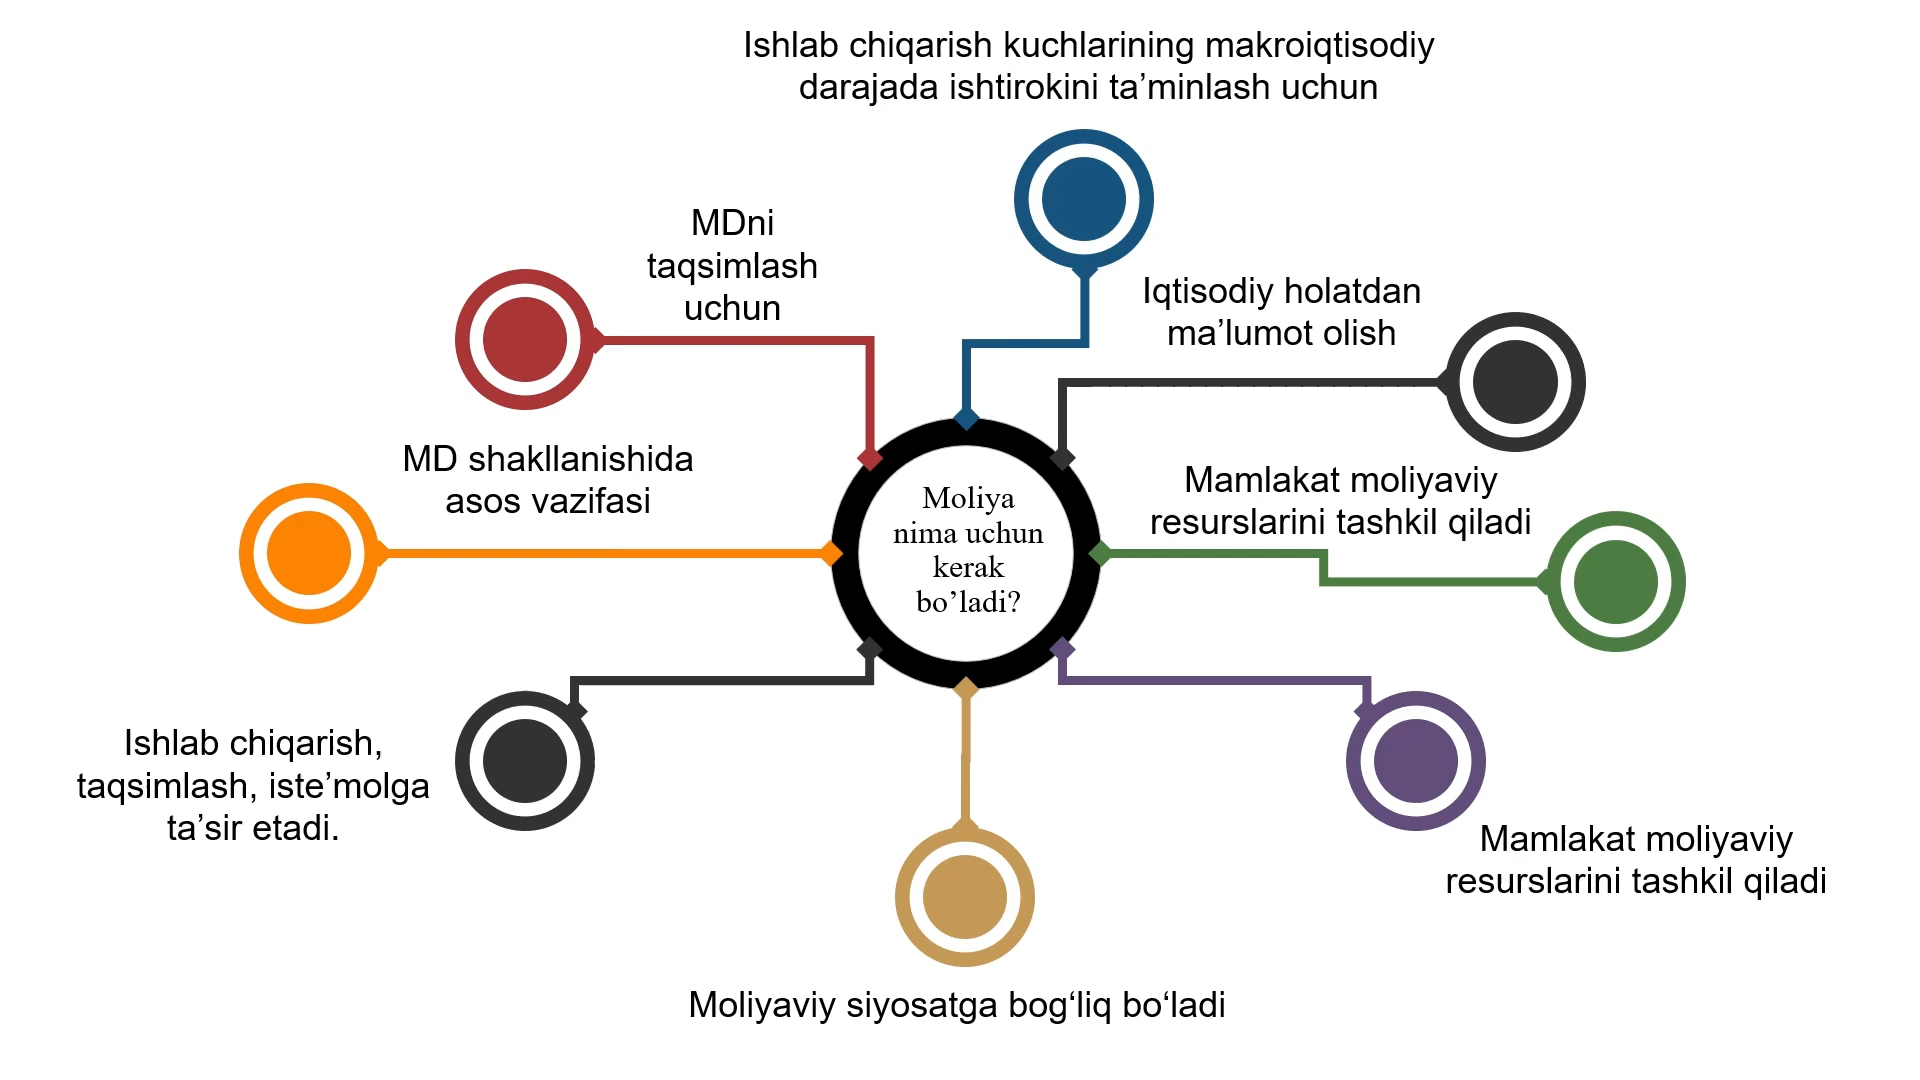 Ishlab chiqarish kuchlarining makroiqtisodiy
darajada ishtirokini ta’minlash uchun
MDni
taqsimlash
uchun
Iqtisodiy holatdan
ma’lumot olish
MD shakllanishida
asos vazifasi
Mamlakat moliyaviy
resurslarini tashkil qiladi
Moliya
nima uchun
kerak
bo’ladi?
Ishlab chiqarish,
taqsimlash, iste’molga
ta’sir etadi.
Mamlakat moliyaviy
resurslarini tashkil qiladi
Moliyaviy siyosatga bog‘liq bo‘ladi